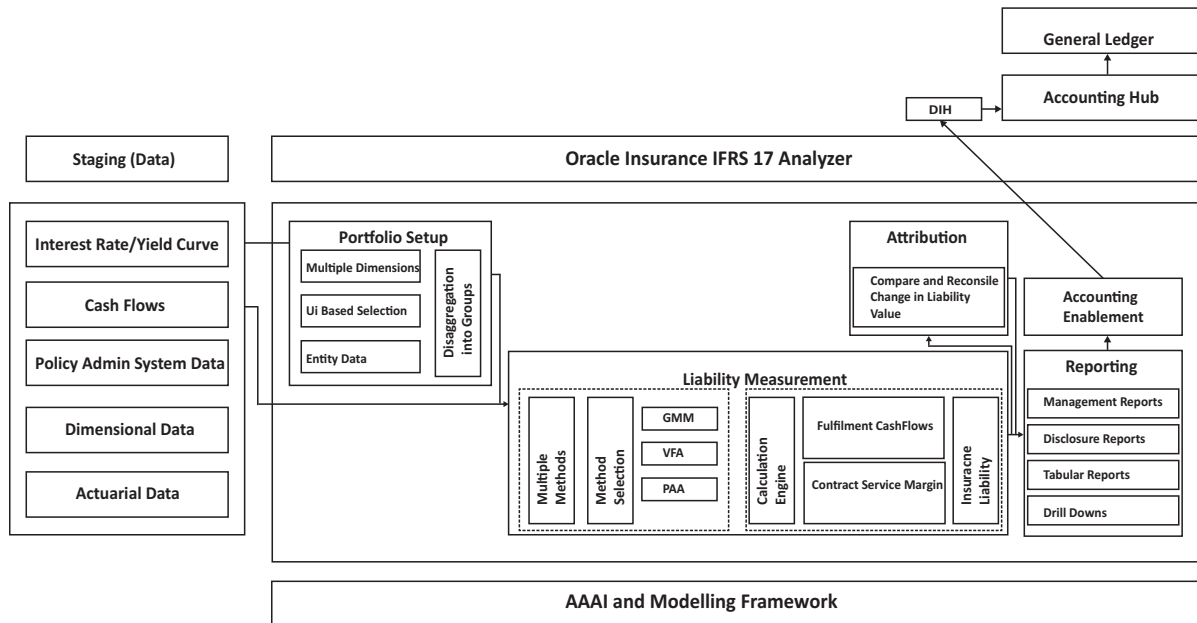 General Ledger
Accounting Hub
DIH
Staging (Data)
Oracle Insurance IFRS 17 Analyzer
Interest Rate/Yield Curve
Cash Flows
Policy Admin System Data
Dimensional Data
Actuarial Data
Portfolio Setup
Multiple Dimensions
Ui Based Selection
Entity Data
Disaggregation
into Groups
Liability Measurement
Multiple
Methods
Method
Selection
GMM
VFA
PAA
Calculation
Engine
Fulfilment CashFlows
Contract Service Margin
Insuracne
Liability
Attribution
Compare and Reconsile
Change in Liability
Value
Accounting
Enablement
Reporting
Management Reports
Disclosure Reports
Tabular Reports
Drill Downs
AAAI and Modelling Framework